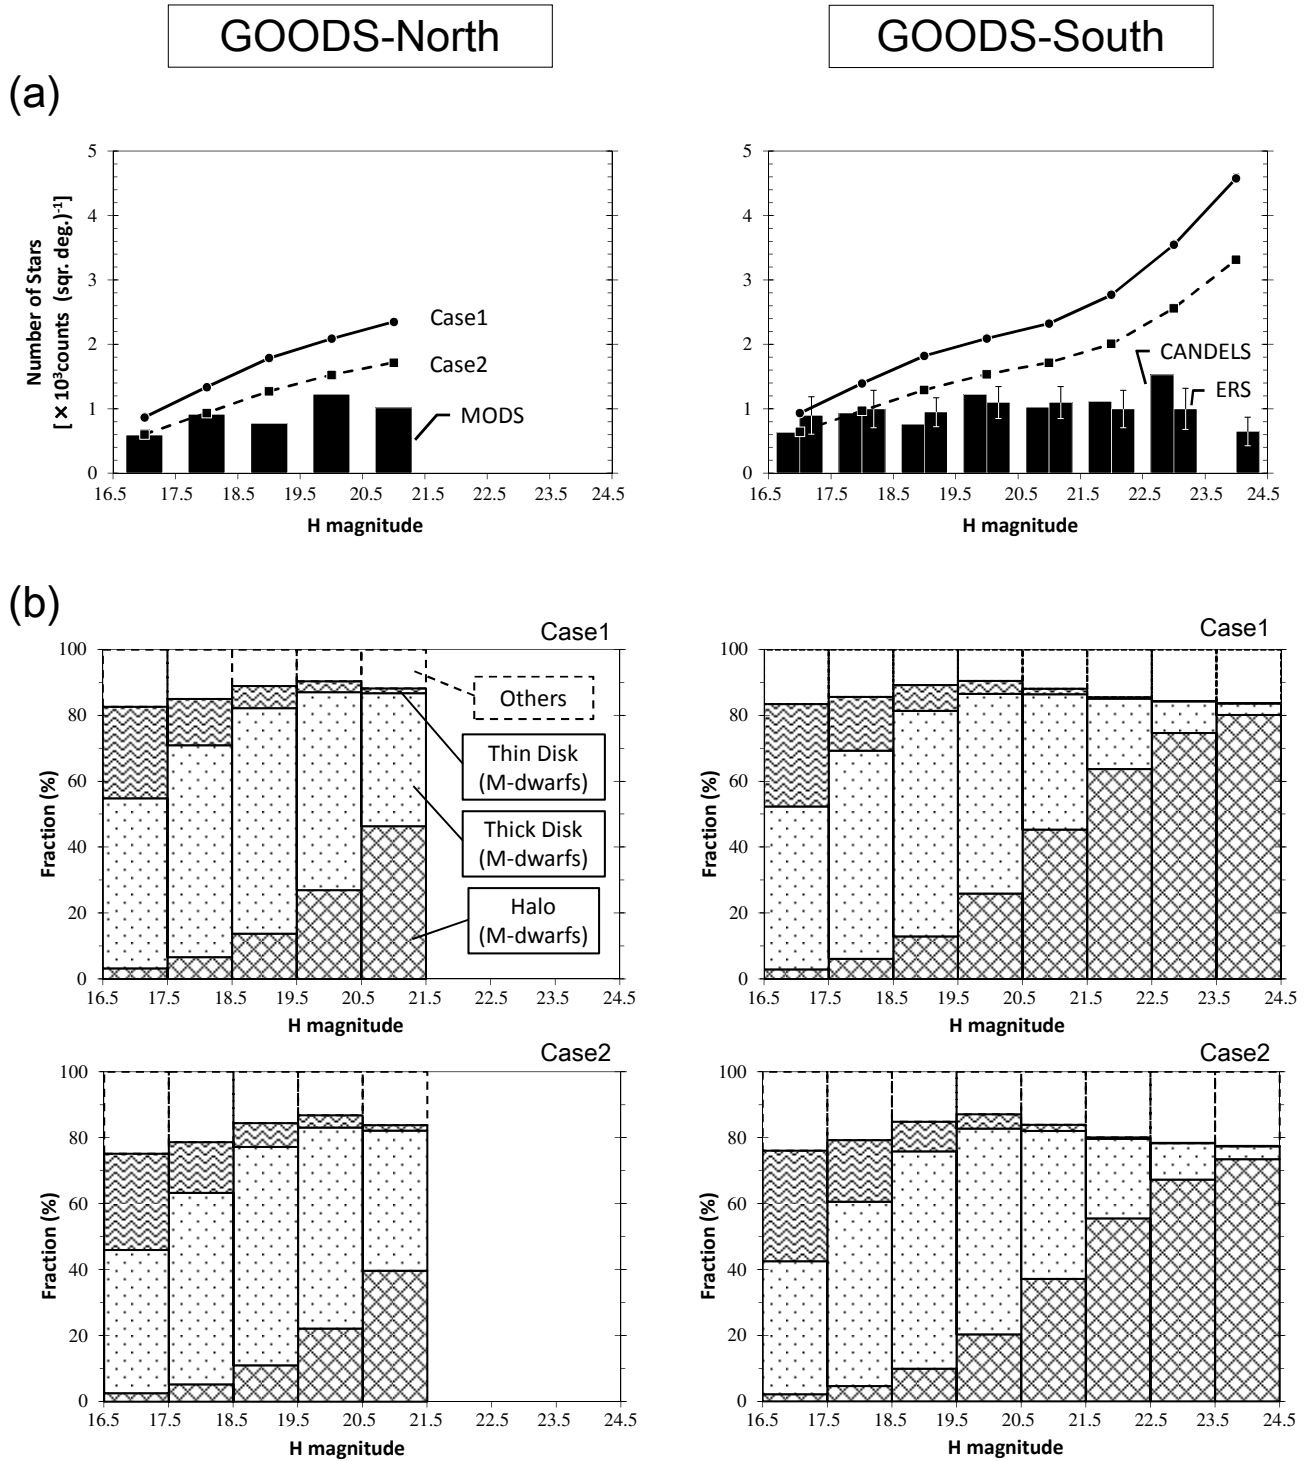 GOODS-North
GOODS-South
(a)
Number of Stars
[×10³counts (sqr. deg.)⁻¹]
5
4
3
2
1
0
16.5 17.5 18.5 19.5 20.5 21.5 22.5 23.5 24.5
H magnitude
Case1
Case2
MODS
5
4
3
2
1
0
16.5 17.5 18.5 19.5 20.5 21.5 22.5 23.5 24.5
H magnitude
CANDELS
ERS
(b)
Case1
Fraction (%)
100
80
60
40
20
0
16.5 17.5 18.5 19.5 20.5 21.5 22.5 23.5 24.5
H magnitude
Others
Thin Disk
(M-dwarfs)
Thick Disk
(M-dwarfs)
Halo
(M-dwarfs)
Case1
Fraction (%)
100
80
60
40
20
0
16.5 17.5 18.5 19.5 20.5 21.5 22.5 23.5 24.5
H magnitude
Case2
Fraction (%)
100
80
60
40
20
0
16.5 17.5 18.5 19.5 20.5 21.5 22.5 23.5 24.5
H magnitude
Case2
Fraction (%)
100
80
60
40
20
0
16.5 17.5 18.5 19.5 20.5 21.5 22.5 23.5 24.5
H magnitude